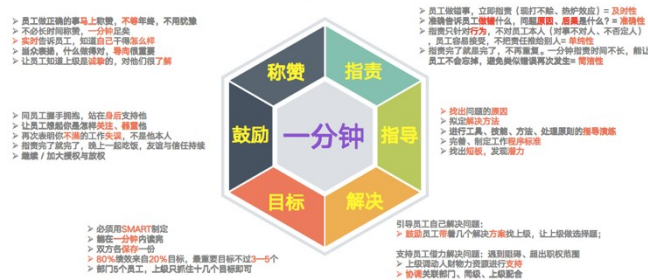 员工做正确的事马上称赞，不等年终，不用犹豫
不必长时间称赞，一分钟足矣
实时告诉员工，知道自己干得怎么样
当众表扬，什么做得对，导向很重要
让员工知道上级是诚挚的，对他们很了解
员工做错事，立即指责（现打不赊、热炉效应）= 及时性
准确告诉员工做错什么，问题原因、后果是什么？= 准确性
指责只针对行为，不对员工本人（对事不对人、不否定人）
，员工容易接受，不把责任推给别人= 单纯性
指责完了就是完了，不再重复。一分钟指责时间不长，能让
员工不会忘掉，避免类似错误再次发生= 简洁性
称赞
指责
鼓励
一分钟
指导
目标
解决
同员工握手拥抱，站在身后支持他
让员工想起你是怎样关注、器重他
再次表明你不满的工作失误，不是他本人
指责完了就完了，晚上一起吃饭，友谊与信任持续
继续 / 加大授权与放权
找出问题的原因
拟定解决方法
进行工具、技能、方法、处理原则的指导演练
完善、制定工作程序标准
找出短板，发现潜力
必须用SMART制定
能在一分钟内读完
双方各保存一份
80%绩效来自20%目标，最重要目标不过3—5个
部门5个员工，上级只抓住十几个目标即可
引导员工自己解决问题：
鼓励员工带着几个解决方案找上级，让上级做选择题；
支持员工借力解决问题：遇到阻碍、超出职权范围
上级调动人财物力资源进行支持
协调关联部门、同级、上级配合